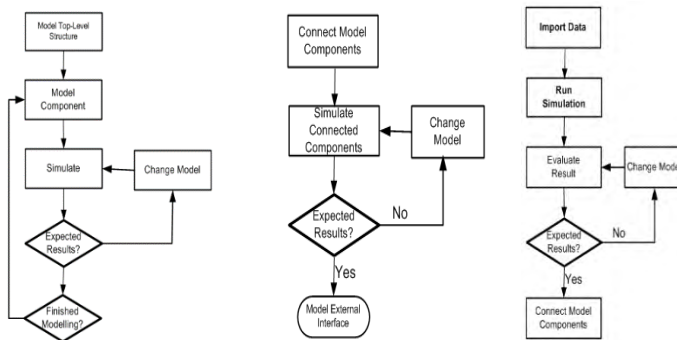 Model Top-Level
Structure
Model
Component
Simulate
Change Model
Expected
Results?
Finished
Modelling?
Connect Model
Components
Simulate
Connected
Components
Change
Model
Expected
Results?
No
Yes
Model External
Interface
Import Data
Run
Simulation
Evaluate
Result
Change Model
Expected
Results?
No
Yes
Connect Model
Components